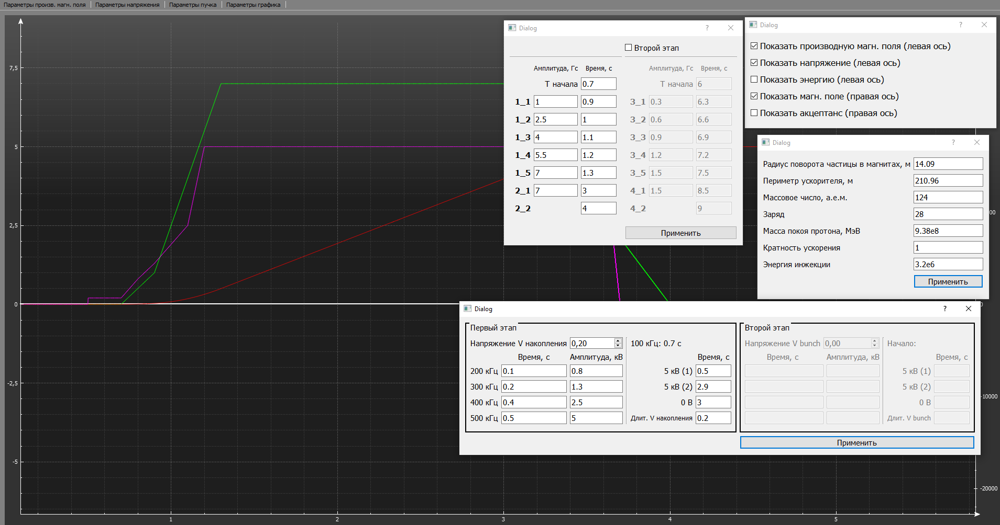 Параметры произв. магн. поля
Параметры напряжения
Параметры пучка
Параметры графика
7,5
5
2,5
0
-2,5
-5
1
2
3
4
5
00
0
-10000
-20000
Dialog
?
Второй этап
Амплитуда, Гс Время, с Амплитуда, Гс Время, с
Т начала 0.7 Т начала 6
1_1 1 0.9 3_1 0.3 6.3
1_2 2.5 1 3_2 0.6 6.6
1_3 4 1.1 3_3 0.9 6.9
1_4 5.5 1.2 3_4 1.2 7.2
1_5 7 1.3 3_5 1.5 7.5
2_1 7 3 4_1 1.5 8.5
2_2 4 4_2 9
Применить
Dialog
?
Показать производную магн. поля (левая ось)
Показать напряжение (левая ось)
Показать энергию (левая ось)
Показать магн. поле (правая ось)
Показать акцептанс (правая ось)
Dialog
?
Радиус поворота частицы в магнитах, м 14.09
Периметр ускорителя, м 210.96
Массовое число, а.е.м. 124
Заряд 28
Масса покоя протона, МэВ 9.38e8
Кратность ускорения 1
Энергия инжекции 3.2e6
Применить
Dialog
?
Первый этап
Напряжение V накопления 0,20 100 кГц: 0.7 с
Время, с Амплитуда, кВ Время, с
200 кГц 0.1 0.8 5 кВ (1) 0.5
300 кГц 0.2 1.3 5 кВ (2) 2.9
400 кГц 0.4 2.5 0 В 3
500 кГц 0.5 5 Длит. V накопления 0.2
Второй этап
Напряжение V bunch 0,00 Начало:
Время, с Амплитуда, кВ Время, с
5 кВ (1)
5 кВ (2)
0 В
Длит. V bunch
Применить